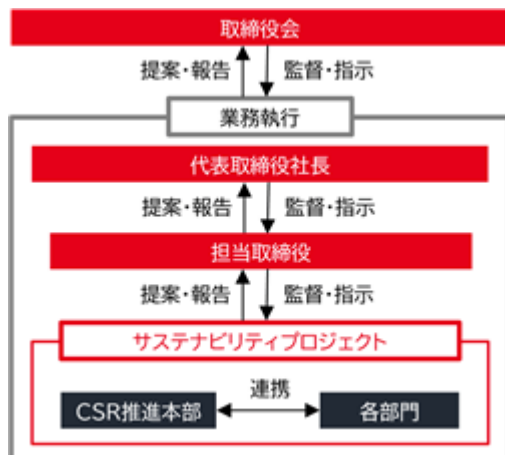 取締役会
提案・報告
監督・指示
業務執行
代表取締役社長
提案・報告
監督・指示
担当取締役
提案・報告
監督・指示
サステナビリティプロジェクト
連携
CSR推進本部
各部門